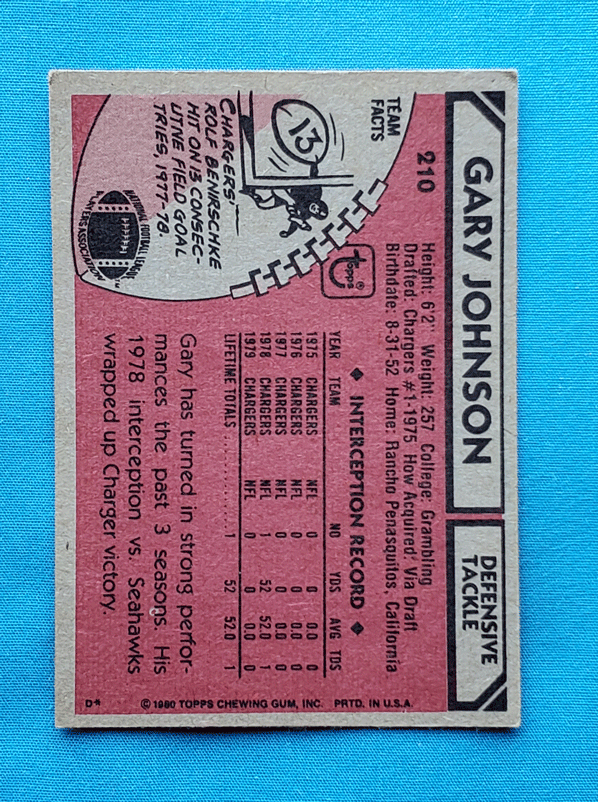 GARY JOHNSON
DEFENSIVE
TACKLE
210
Height: 6'2" Weight: 257 College: Grambling
Drafted: Chargers #1-1975 How Acquired: Via Draft
Birthdate: 8-31-52 Home: Rancho Penasquitos, California
TEAM
FACTS
13
CHARGERS'
ROLF BENIRSCHKE
HIT ON 13 CONSEC-
UTIVE FIELD GOAL
TRIES, 1977-78.
NATIONAL FOOTBALL LEAGUE
PLAYERS ASSOCIATION
Topps®
◆ INTERCEPTION RECORD ◆
YEAR TEAM NO YDS AVG TDS
1975 CHARGERS NFL 0 0 0.0 0
1976 CHARGERS NFL 0 0 0.0 0
1977 CHARGERS NFL 0 0 0.0 0
1978 CHARGERS NFL 1 52 52.0 1
1979 CHARGERS NFL 0 0 0.0 0
LIFETIME TOTALS 1 52 52.0 1
Gary has turned in strong perfor-
mances the past 3 seasons. His
1978 interception vs. Seahawks
wrapped up Charger victory.
D* © 1980 TOPPS CHEWING GUM, INC. PRTD. IN U.S.A.